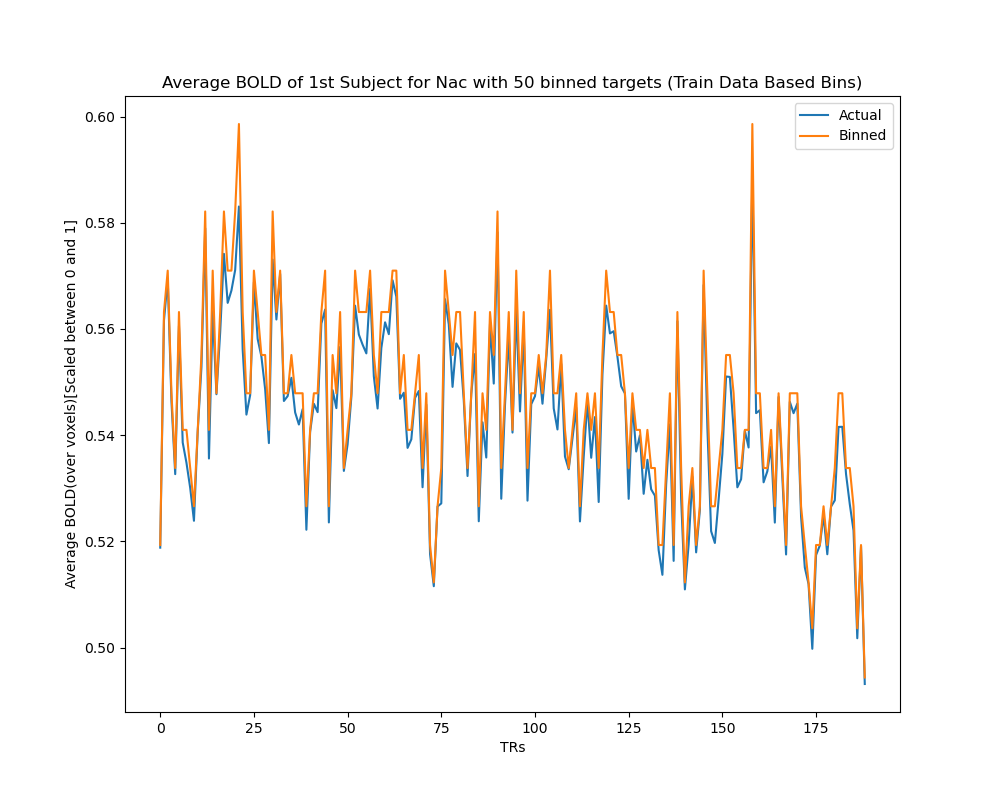 Average BOLD of 1st Subject for Nac with 50 binned targets (Train Data Based Bins)
Actual
Binned
Average BOLD(over voxels)[Scaled between 0 and 1]
0.60
0.58
0.56
0.54
0.52
0.50
0 25 50 75 100 125 150 175
TRs